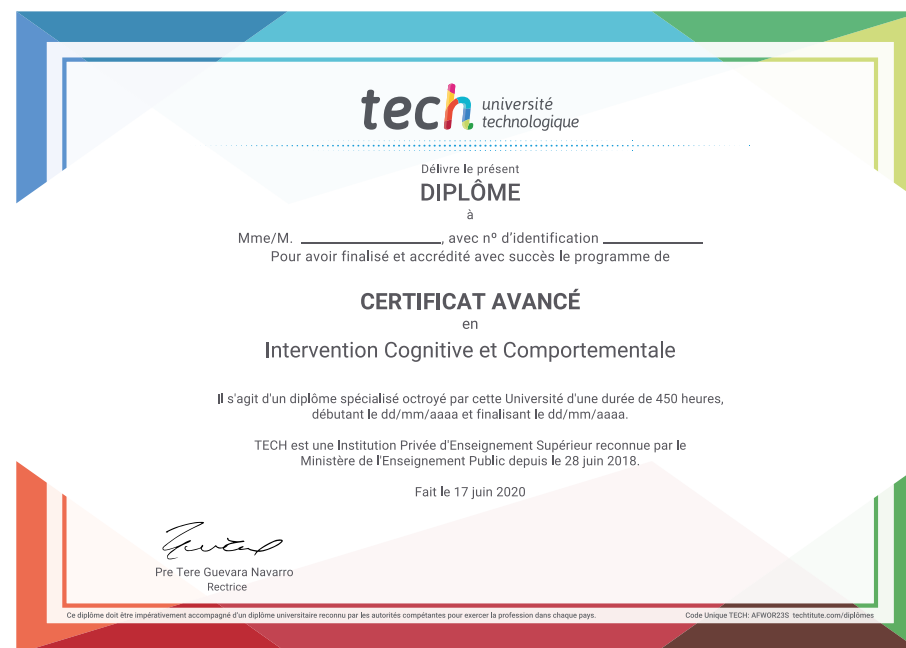 tech université
technologique
Délivre le présent
DIPLÔME
à
Mme/M. ____________________, avec nº d'identification ______________
Pour avoir finalisé et accrédité avec succès le programme de
CERTIFICAT AVANCÉ
en
Intervention Cognitive et Comportementale
Il s'agit d'un diplôme spécialisé octroyé par cette Université d'une durée de 450 heures,
débutant le dd/mm/aaaa et finalisant le dd/mm/aaaa.
TECH est une Institution Privée d'Enseignement Supérieur reconnue par le
Ministère de l'Enseignement Public depuis le 28 juin 2018.
Fait le 17 juin 2020
Pre Tere Guevara Navarro
Rectrice
Ce diplôme doit être impérativement accompagné d'un diplôme universitaire reconnu par les autorités compétentes pour exercer la profession dans chaque pays.
Code Unique TECH: AFWOR23S techtitute.com/diplômes